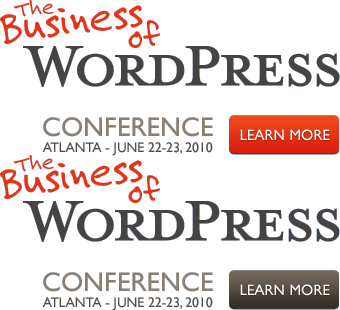 The
Business of
WORDPRESS
CONFERENCE
ATLANTA - JUNE 22-23, 2010
LEARN MORE
The
Business of
WORDPRESS
CONFERENCE
ATLANTA - JUNE 22-23, 2010
LEARN MORE